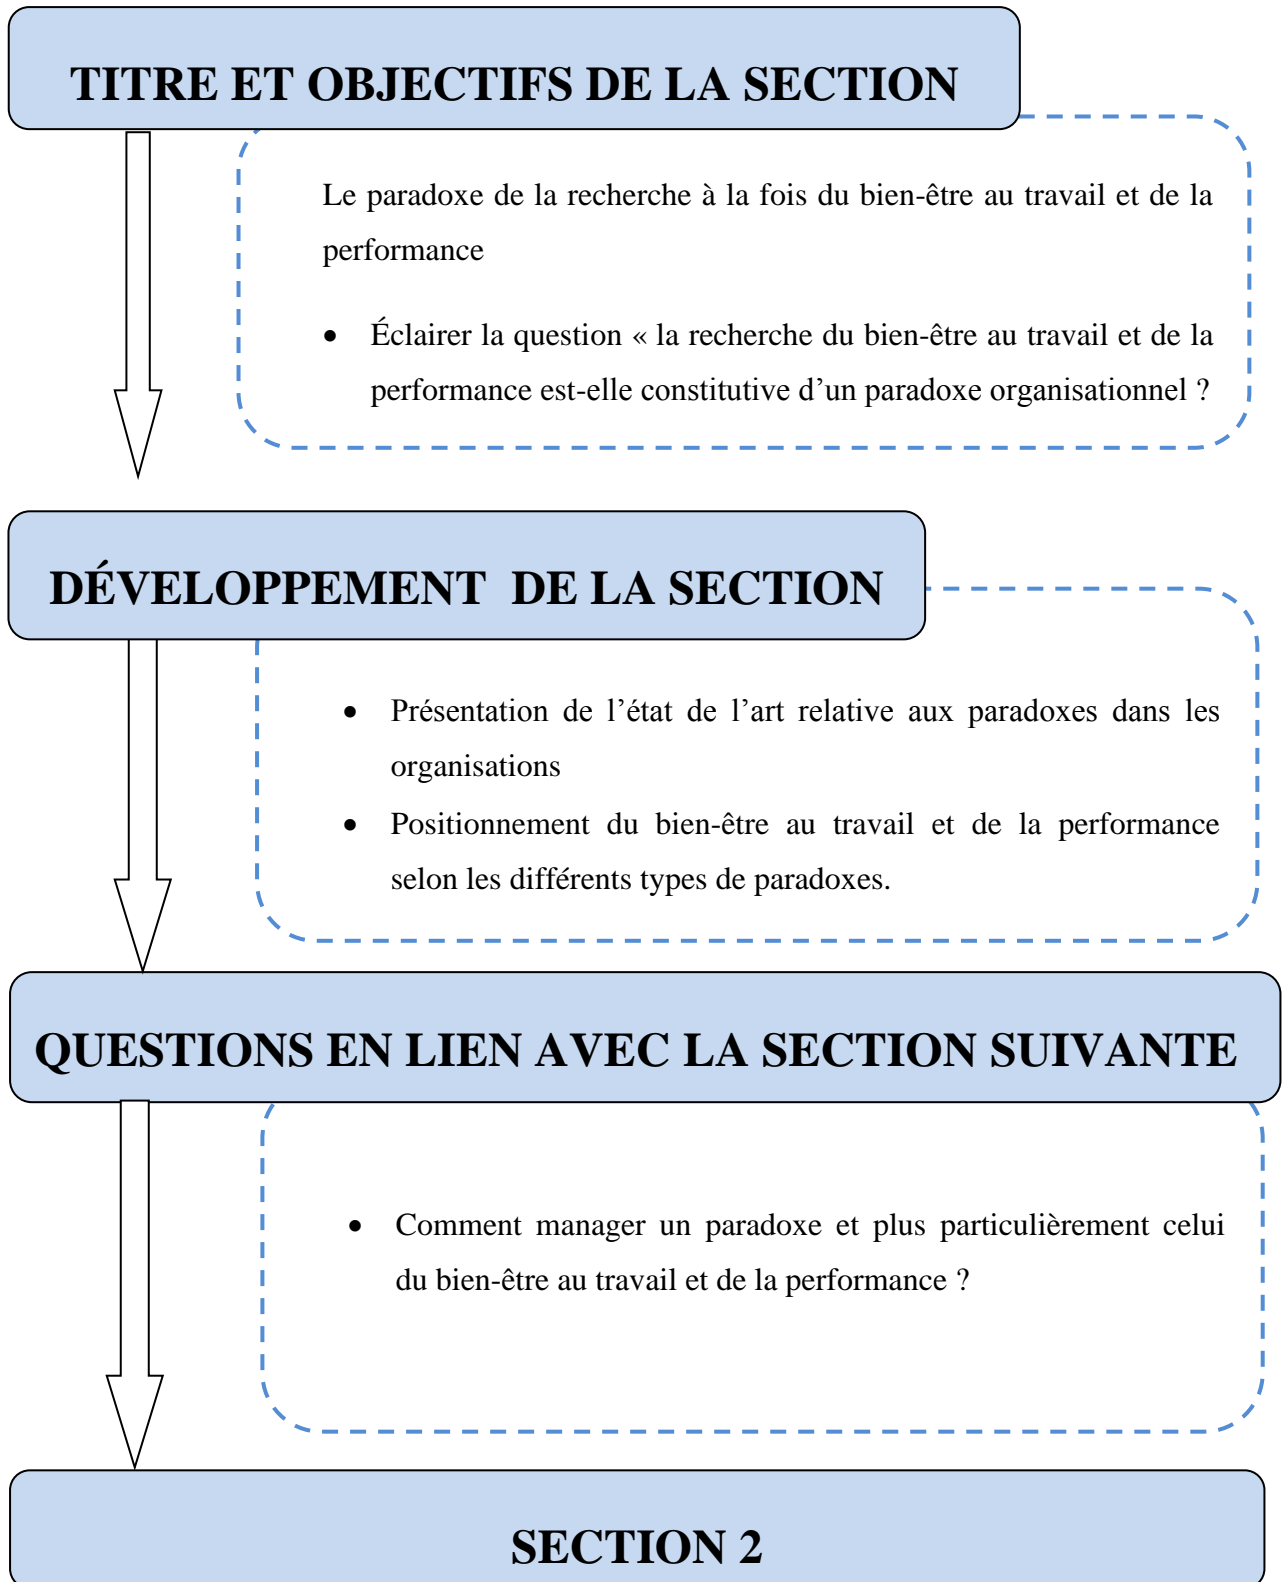 TITRE ET OBJECTIFS DE LA SECTION
Le paradoxe de la recherche à la fois du bien-être au travail et de la
performance
• Éclairer la question « la recherche du bien-être au travail et de la
performance est-elle constitutive d’un paradoxe organisationnel ?
DÉVELOPPEMENT DE LA SECTION
• Présentation de l’état de l’art relative aux paradoxes dans les
organisations
• Positionnement du bien-être au travail et de la performance
selon les différents types de paradoxes.
QUESTIONS EN LIEN AVEC LA SECTION SUIVANTE
• Comment manager un paradoxe et plus particulièrement celui
du bien-être au travail et de la performance ?
SECTION 2